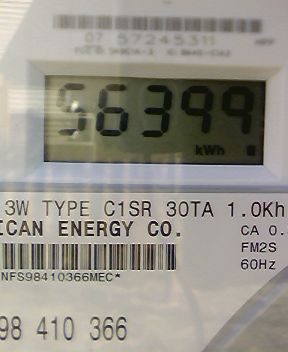 07 57245311
56399
kWh
3W TYPE C1SR 30TA 1.0Kh
ICAN ENERGY CO.
CA 0.
FM2S
NFS98410366MEC*
60Hz
98 410 366